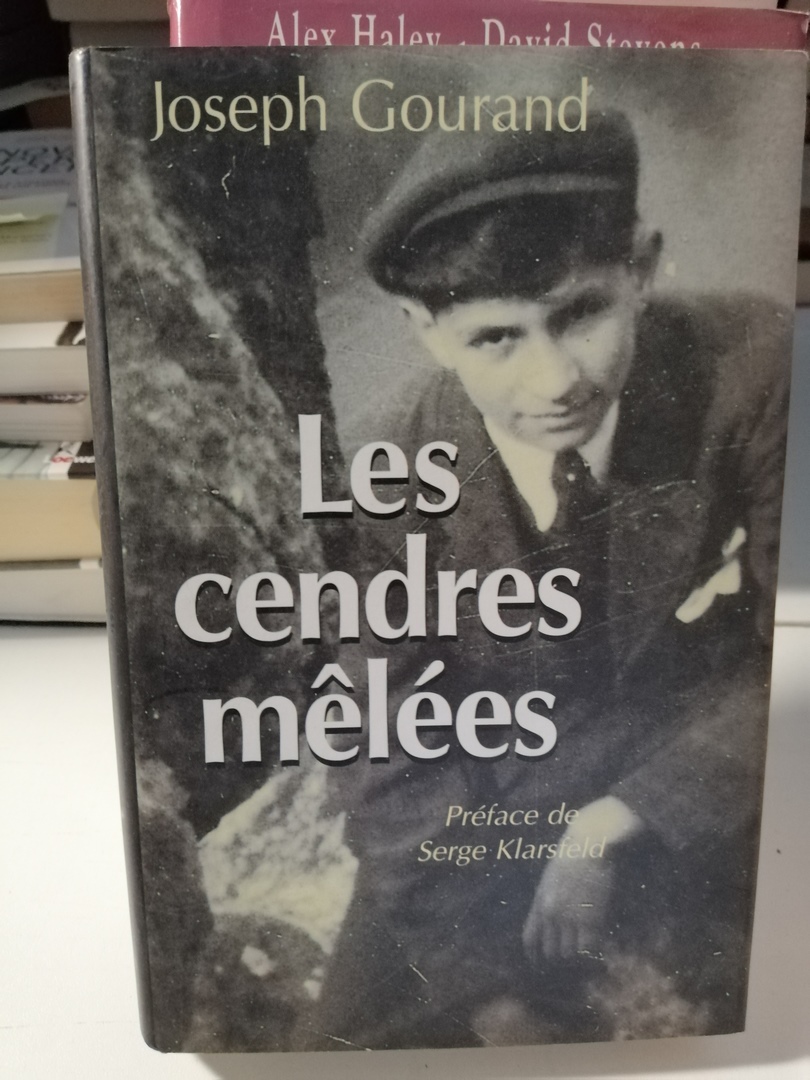 Alex Haley - David Stevens
Joseph Gourand
Les
cendres
mêlées
Préface de
Serge Klarsfeld